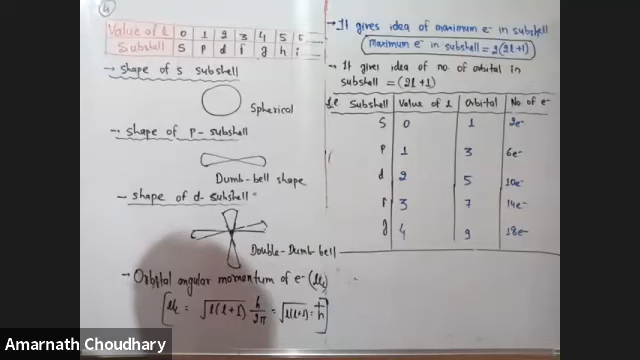 4
Value of l 0 1 2 3 4 5 6
Subshell S p d f g h i
→ shape of s subshell
Spherical
→ shape of p- subshell
Dumb-bell shape
→ shape of d- subshell
Double-Dumb-bell
→ Orbital angular momentum of e⁻
= √l(l+1) h/2π = √l(l+1) ħ
→ It gives idea of maximum e⁻ in subshell
maximum e⁻ in subshell = 2(2l+1)
→ It gives idea of no. of orbital in
subshell = (2l+1)
Subshell Value of l Orbital No. of e⁻
S 0 1 2e⁻
p 1 3 6e⁻
d 2 5 10e⁻
f 3 7 14e⁻
g 4 9 18e⁻
Amarnath Choudhary